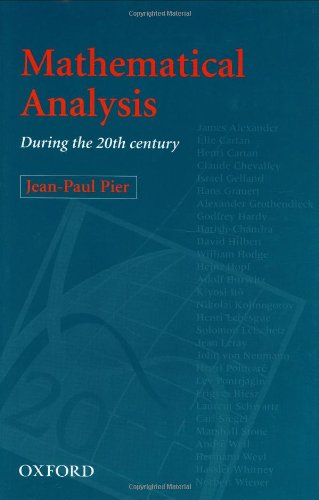 Mathematical
Analysis
During the 20th century
Jean-Paul Pier
James Alexander
Elie Cartan
Henri Cartan
Claude Chevalley
Israel Gelfand
Hans Grauert
Alexander Grothendieck
Godfrey Hardy
Harish-Chandra
David Hilbert
William Hodge
Heinz Hopf
Adolf Hurwitz
Kiyosi Itô
Nikolai Kolmogorov
Henri Lebesgue
Solomon Lefschetz
Jean Leray
John von Neumann
Henri Poincaré
Lev Pontrjagin
Frigyes Riesz
Laurent Schwartz
Carl Siegel
Marshall Stone
André Weil
Hermann Weyl
Hassler Whitney
Norbert Wiener
20
OXFORD